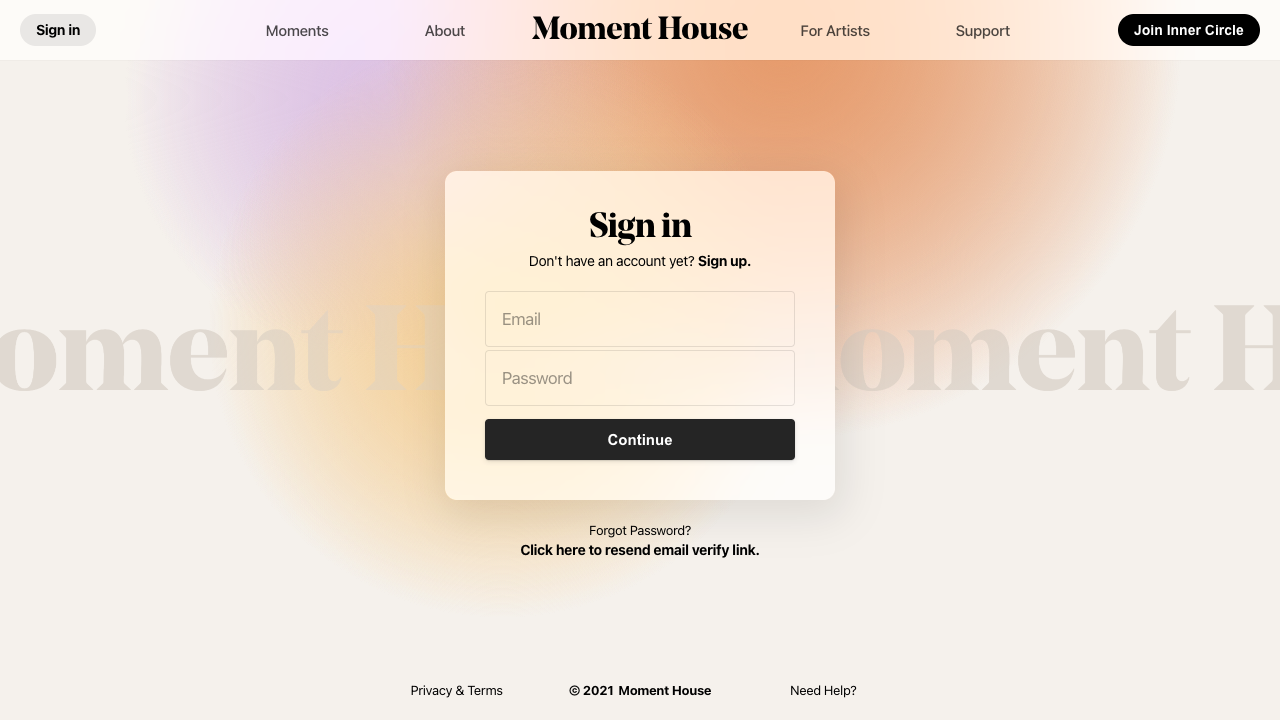 Sign in
Moments
About
Moment House
For Artists
Support
Join Inner Circle
Sign in
Don't have an account yet? Sign up.
Email
oment H
oment H
Password
Continue
Forgot Password?
Click here to resend email verify link.
Privacy & Terms
© 2021 Moment House
Need Help?